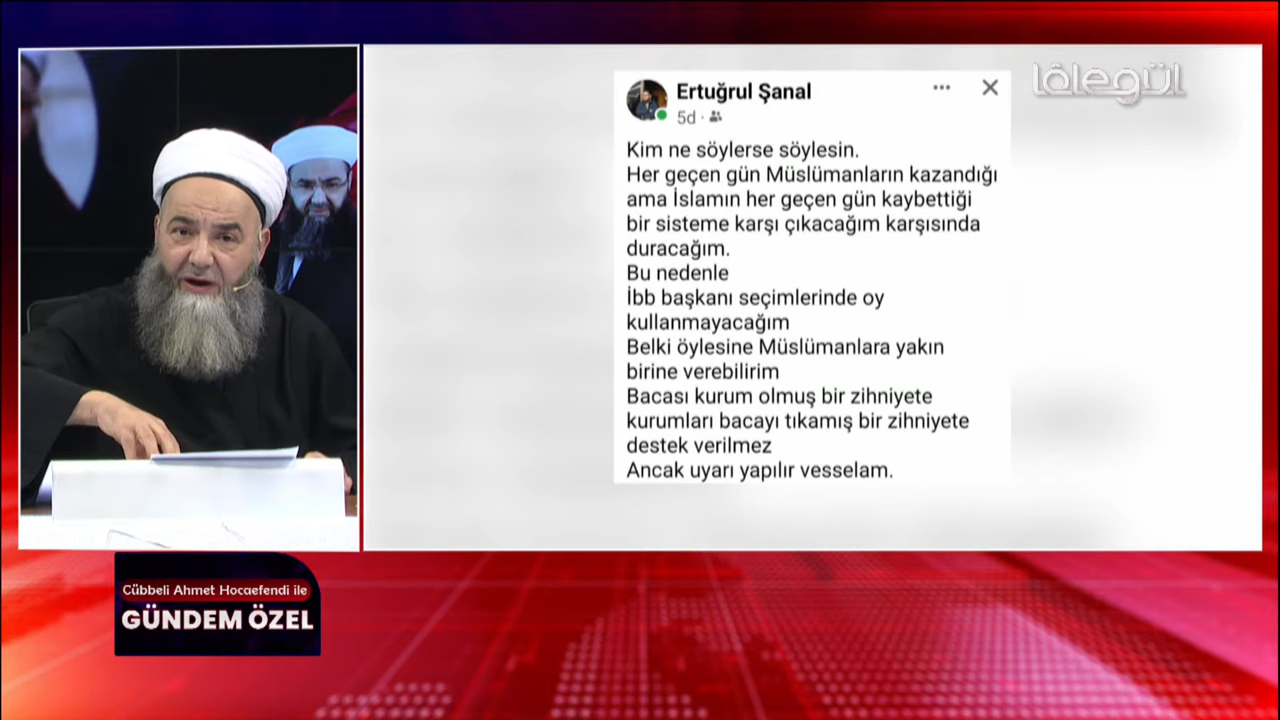 lâlegül
Ertuğrul Şanal
5d
Kim ne söylerse söylesin.
Her geçen gün Müslümanların kazandığı
ama İslamın her geçen gün kaybettiği
bir sisteme karşı çıkacağım karşısında
duracağım.
Bu nedenle
İbb başkanı seçimlerinde oy
kullanmayacağım
Belki öylesine Müslümanlara yakın
birine verebilirim
Bacası kurum olmuş bir zihniyete
kurumları bacayı tıkamış bir zihniyete
destek verilmez
Ancak uyarı yapılır vesselam.
Cübbeli Ahmet Hocaefendi ile
GÜNDEM ÖZEL